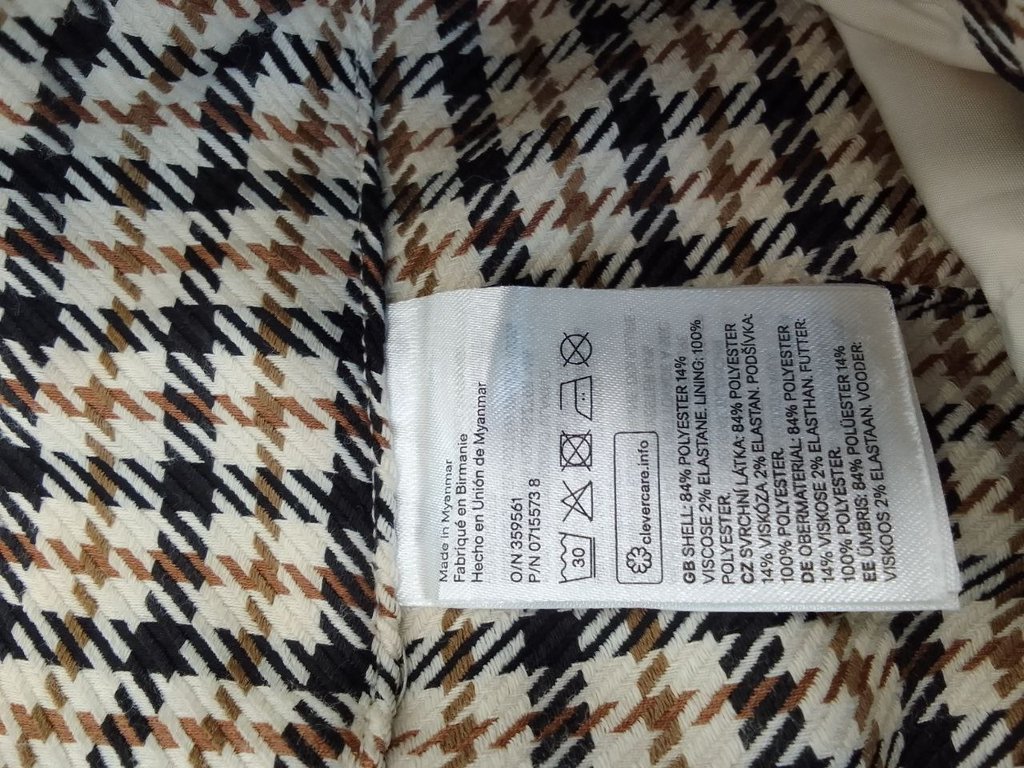 Made in Myanmar
Fabriqué en Birmanie
Hecho en Unión de Myanmar
O/N 359561
P/N 0715573 8
30
clevercare.info
GB SHELL: 84% POLYESTER 14%
VISCOSE 2% ELASTANE. LINING: 100%
POLYESTER
CZ SVRCHNÍ LÁTKA: 84% POLYESTER
14% VISKÓZA 2% ELASTAN. PODŠÍVKA:
100% POLYESTER
DE OBERMATERIAL: 84% POLYESTER
14% VISKOSE 2% ELASTHAN. FUTTER:
100% POLYESTER
EE ÜMBRIS: 84% POLÜESTER 14%
VISKOOS 2% ELASTAAN. VOODER: